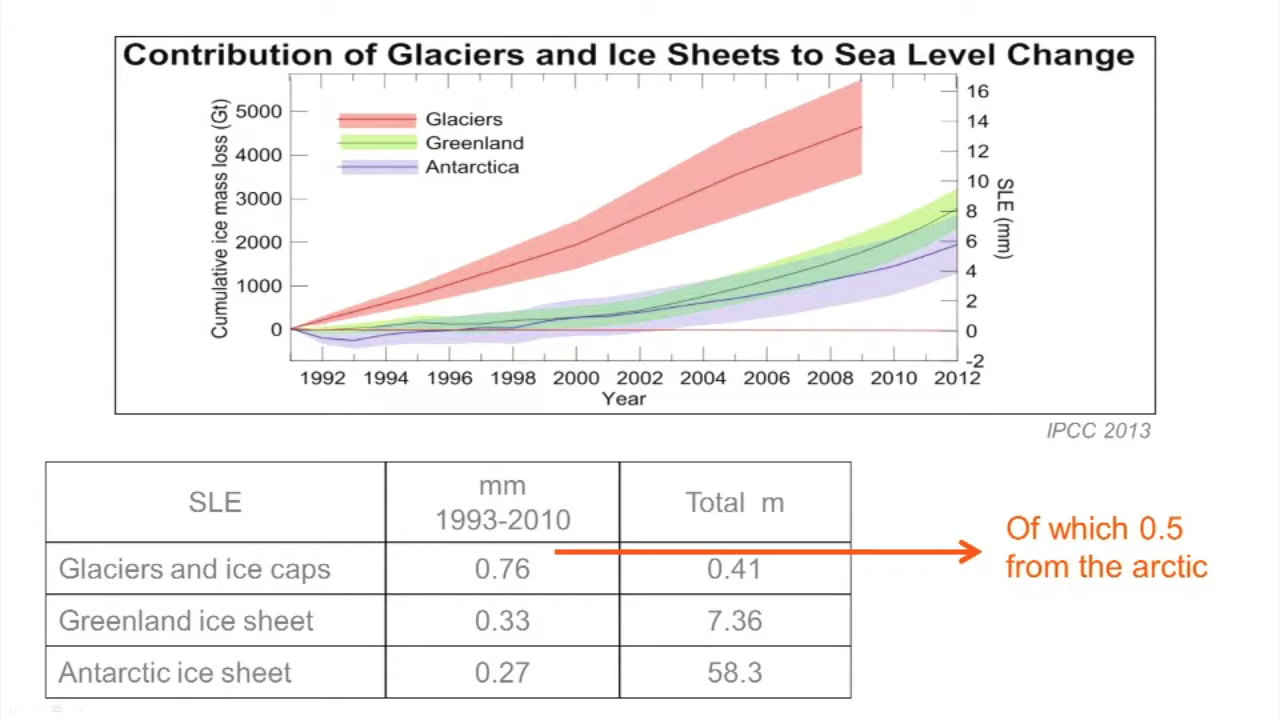 Contribution of Glaciers and Ice Sheets to Sea Level Change
Cumulative ice mass loss (Gt)
5000
4000
3000
2000
1000
0
Glaciers
Greenland
Antarctica
16
14
12
10
8
6
4
2
0
-2
SLE (mm)
1992 1994 1996 1998 2000 2002 2004 2006 2008 2010 2012
Year
IPCC 2013
SLE mm 1993-2010 Total m
Glaciers and ice caps 0.76 0.41
Greenland ice sheet 0.33 7.36
Antarctic ice sheet 0.27 58.3
Of which 0.5
from the arctic